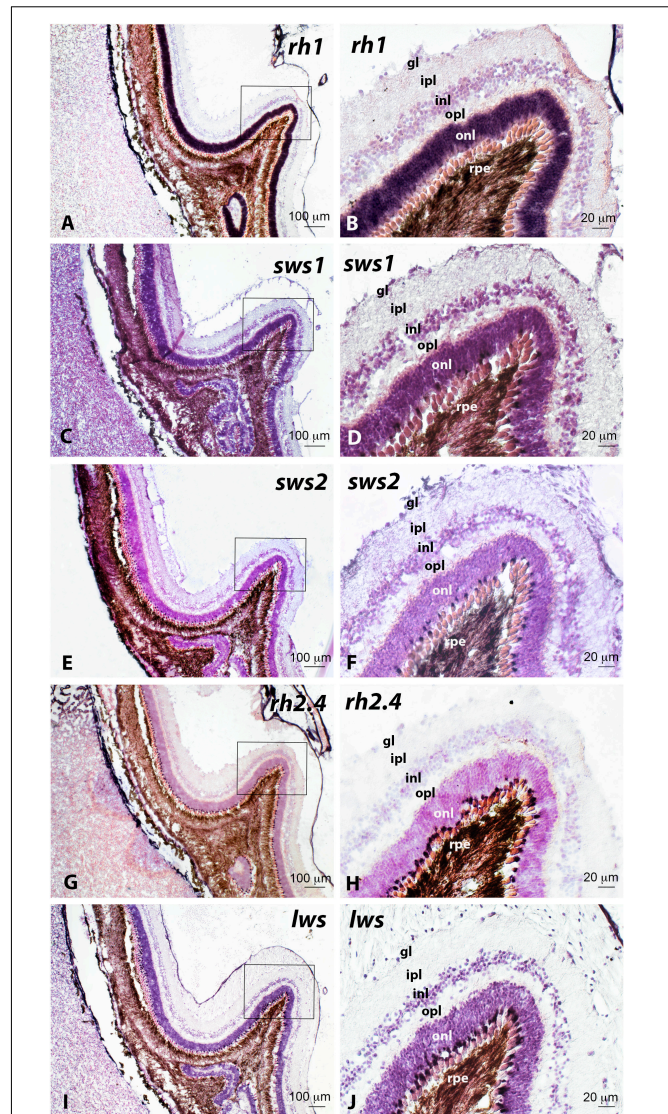 rh1
A
100 µm
rh1
gl
ipl
inl
opl
onl
rpe
B
20 µm
sws1
C
100 µm
sws1
gl
ipl
inl
opl
onl
rpe
D
20 µm
sws2
E
100 µm
sws2
gl
ipl
inl
opl
onl
rpe
F
20 µm
rh2.4
G
100 µm
rh2.4
gl
ipl
inl
opl
onl
rpe
H
20 µm
lws
I
100 µm
lws
gl
ipl
inl
opl
onl
rpe
J
20 µm